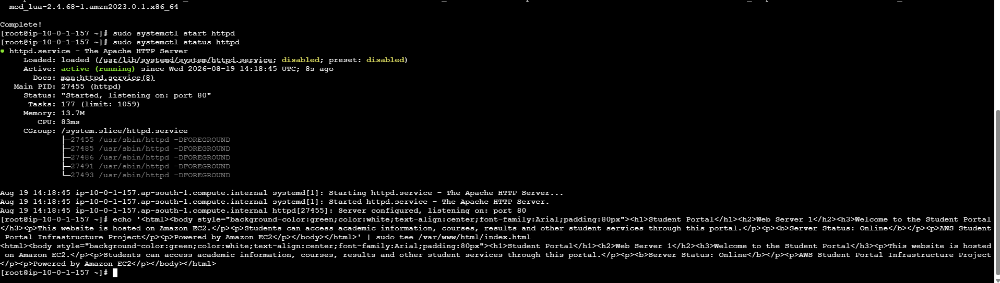 mod_lua-2.4.68-1.amzn2023.0.1.x86_64
Complete!
[root@ip-10-0-1-157 ~]# sudo systemctl start httpd
[root@ip-10-0-1-157 ~]# sudo systemctl status httpd
● httpd.service - The Apache HTTP Server
Loaded: loaded (/usr/lib/systemd/system/httpd.service; disabled; preset: disabled)
Active: active (running) since Wed 2026-08-19 14:18:45 UTC; 8s ago
Docs: man:httpd.service(8)
Main PID: 27455 (httpd)
Status: "Started, listening on: port 80"
Tasks: 177 (limit: 1059)
Memory: 13.7M
CPU: 83ms
CGroup: /system.slice/httpd.service
├─27455 /usr/sbin/httpd -DFOREGROUND
├─27485 /usr/sbin/httpd -DFOREGROUND
├─27486 /usr/sbin/httpd -DFOREGROUND
├─27491 /usr/sbin/httpd -DFOREGROUND
└─27493 /usr/sbin/httpd -DFOREGROUND
Aug 19 14:18:45 ip-10-0-1-157.ap-south-1.compute.internal systemd[1]: Starting httpd.service - The Apache HTTP Server...
Aug 19 14:18:45 ip-10-0-1-157.ap-south-1.compute.internal systemd[1]: Started httpd.service - The Apache HTTP Server.
Aug 19 14:18:45 ip-10-0-1-157.ap-south-1.compute.internal httpd[27455]: Server configured, listening on: port 80
[root@ip-10-0-1-157 ~]# echo '<html><body style="background-color:green;color:white;text-align:center;font-family:Arial;padding:80px"><h1>Student Portal</h1><h2>Web Server 1</h2><h3>Welcome to the Student Portal
</h3><p>This website is hosted on Amazon EC2.</p><p>Students can access academic information, courses, results and other student services through this portal.</p><p><b>Server Status: Online</b></p><p>AWS Student
Portal Infrastructure Project</p><p>Powered by Amazon EC2</p></body></html>' | sudo tee /var/www/html/index.html
<html><body style="background-color:green;color:white;text-align:center;font-family:Arial;padding:80px"><h1>Student Portal</h1><h2>Web Server 1</h2><h3>Welcome to the Student Portal</h3><p>This website is hosted
on Amazon EC2.</p><p>Students can access academic information, courses, results and other student services through this portal.</p><p><b>Server Status: Online</b></p><p>AWS Student Portal Infrastructure Project
</p><p>Powered by Amazon EC2</p></body></html>
[root@ip-10-0-1-157 ~]#